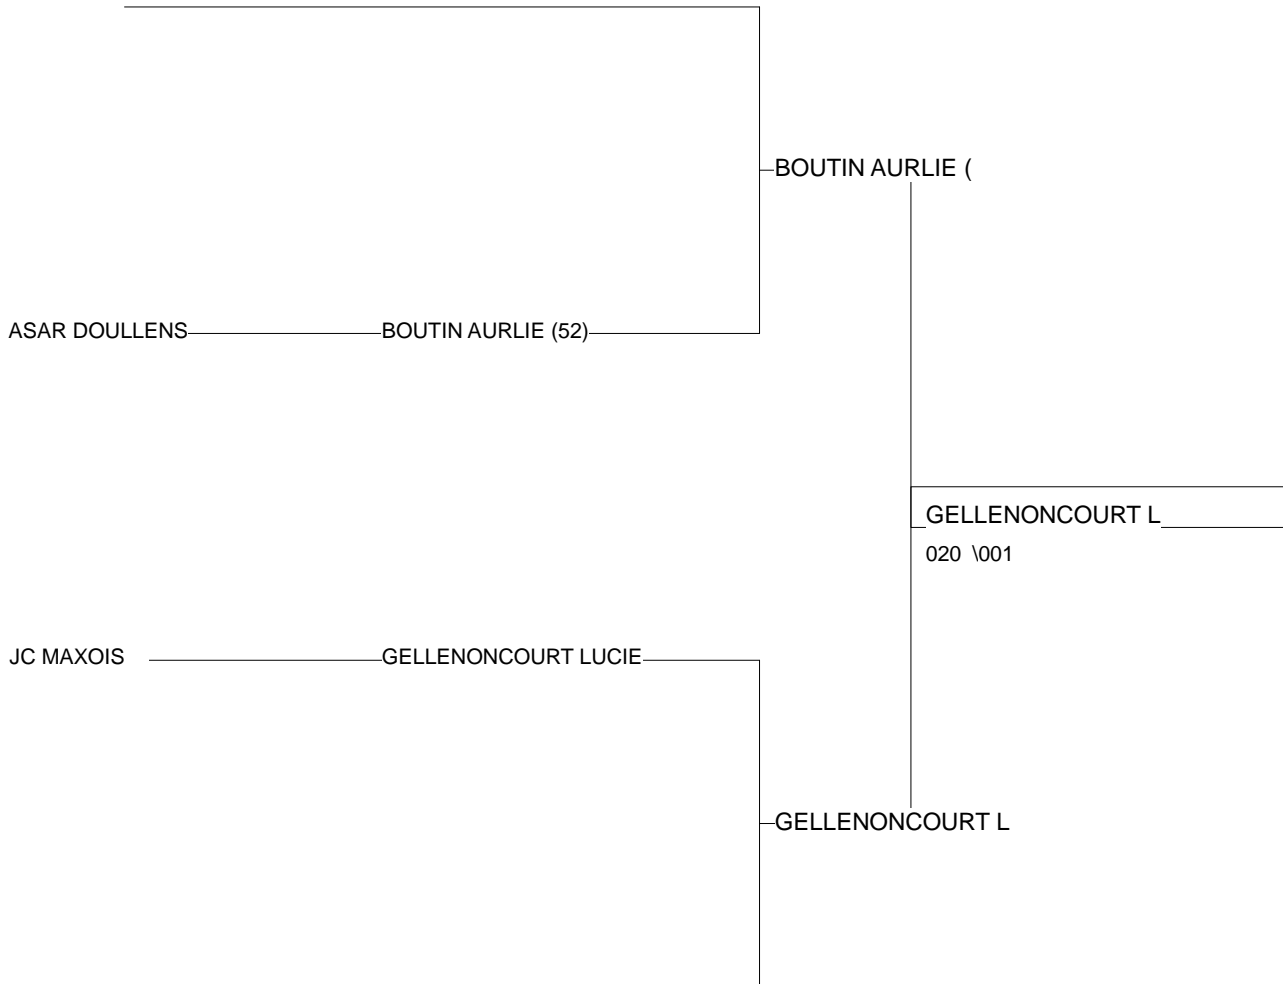 BOUTIN AURLIE (
ASAR DOULLENS BOUTIN AURLIE (52)
GELLENONCOURT L
020 \001
JC MAXOIS GELLENONCOURT LUCIE
GELLENONCOURT L